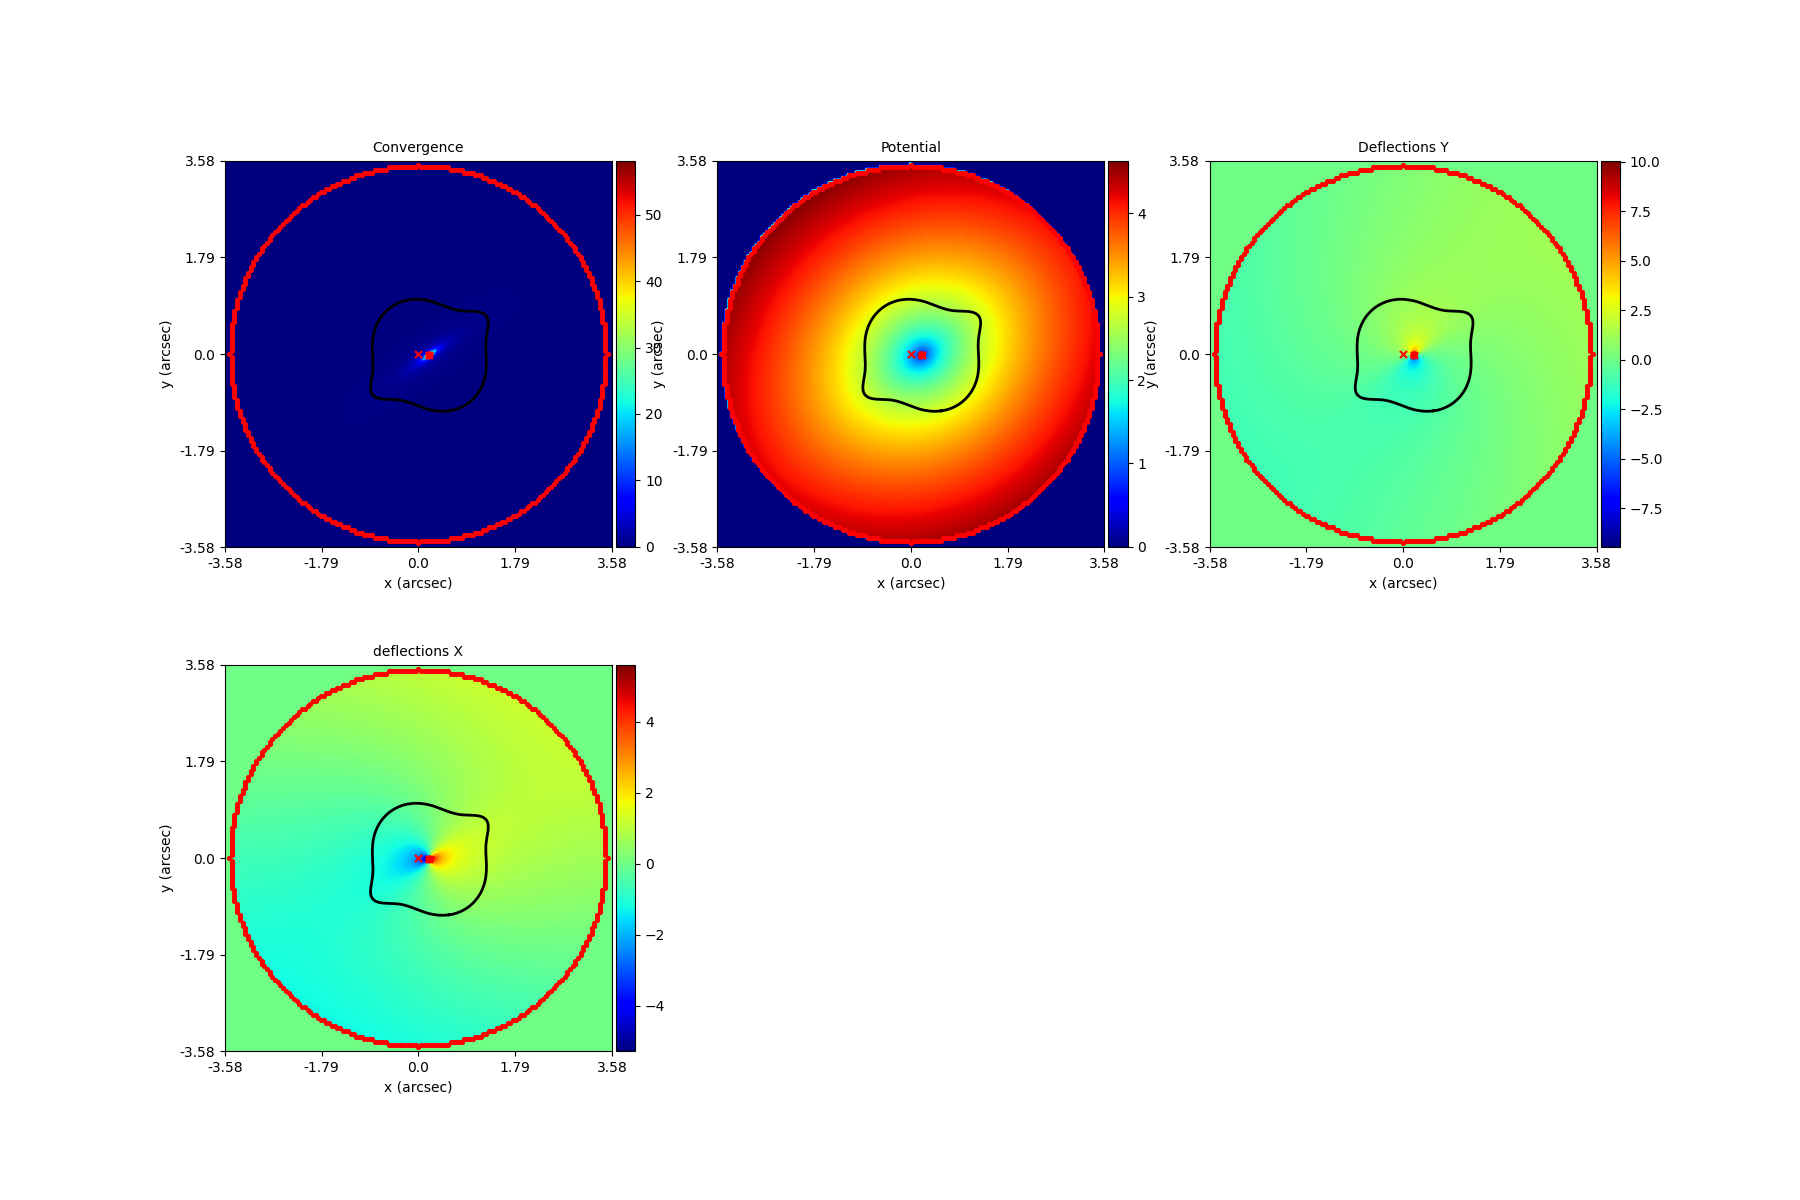 Convergence
3.58
1.79
0.0
-1.79
-3.58
y (arcsec)
-3.58 -1.79 0.0 1.79 3.58
x (arcsec)
50
40
30
20
10
0
Potential
3.58
1.79
0.0
-1.79
-3.58
y (arcsec)
-3.58 -1.79 0.0 1.79 3.58
x (arcsec)
4
3
2
1
0
Deflections Y
3.58
1.79
0.0
-1.79
-3.58
y (arcsec)
-3.58 -1.79 0.0 1.79 3.58
x (arcsec)
10.0
7.5
5.0
2.5
0.0
−2.5
−5.0
−7.5
deflections X
3.58
1.79
0.0
-1.79
-3.58
y (arcsec)
-3.58 -1.79 0.0 1.79 3.58
x (arcsec)
4
2
0
−2
−4